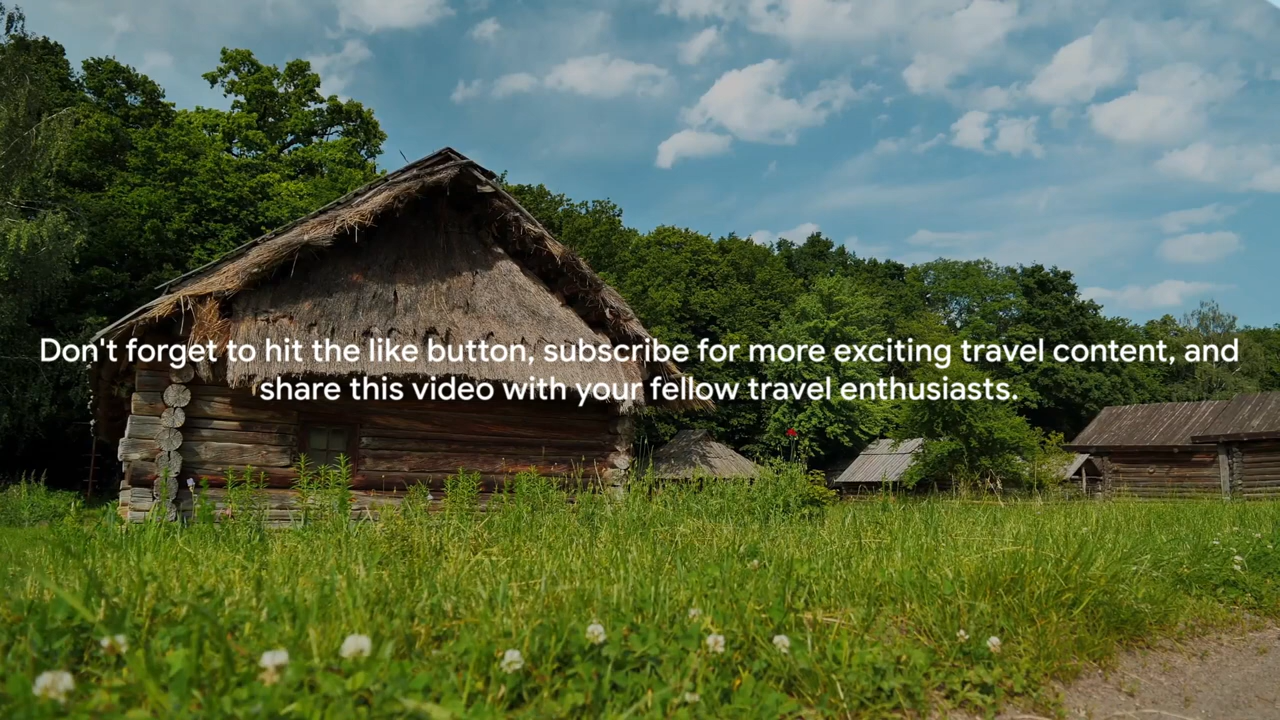 Don't forget to hit the like button, subscribe for more exciting travel content, and
share this video with your fellow travel enthusiasts.